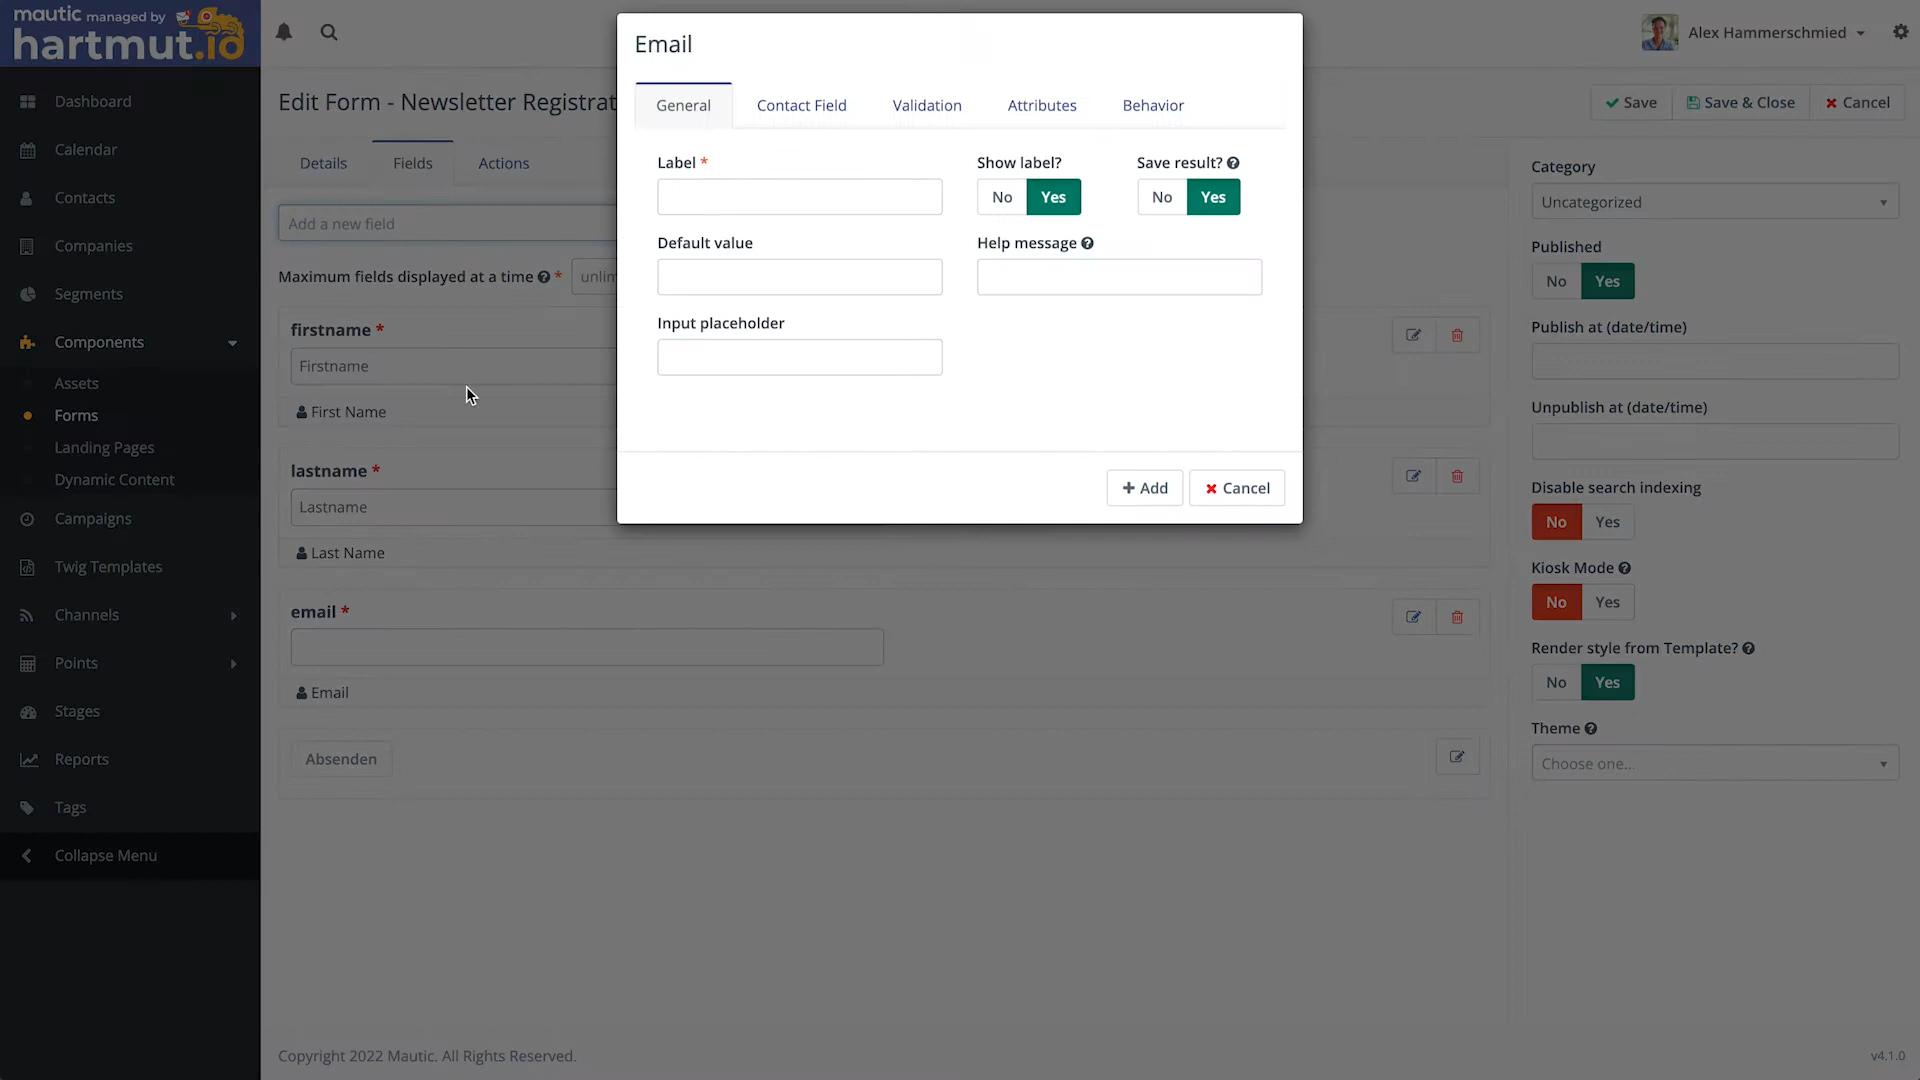 mautic managed by
hartmut.io
Dashboard
Calendar
Contacts
Companies
Segments
Components
Assets
Forms
Landing Pages
Dynamic Content
Campaigns
Twig Templates
Channels
Points
Stages
Reports
Tags
Collapse Menu
Alex Hammerschmied
Edit Form - Newsletter Registrat
Save
Save & Close
Cancel
Details
Fields
Actions
Add a new field
Maximum fields displayed at a time *
unlim
firstname *
Firstname
First Name
lastname *
Lastname
Last Name
email *
Email
Absenden
Email
General
Contact Field
Validation
Attributes
Behavior
Label *
Show label?
No
Yes
Save result?
No
Yes
Default value
Help message
Input placeholder
+ Add
Cancel
Category
Uncategorized
Published
No
Yes
Publish at (date/time)
Unpublish at (date/time)
Disable search indexing
No
Yes
Kiosk Mode
No
Yes
Render style from Template?
No
Yes
Theme
Choose one...
Copyright 2022 Mautic. All Rights Reserved.
v4.1.0